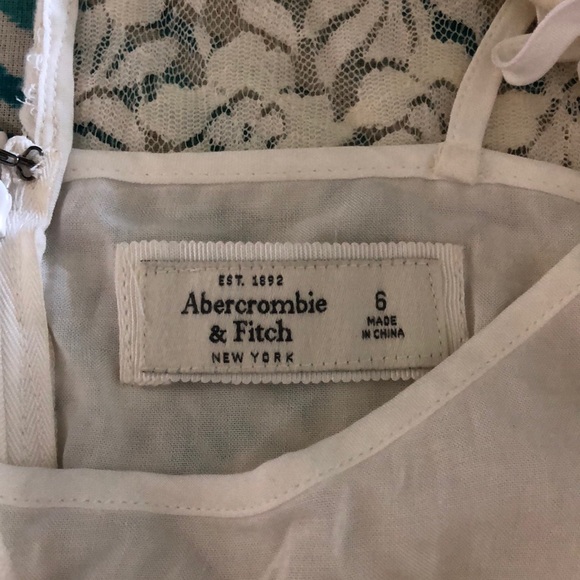 EST. 1892
Abercrombie
& Fitch
NEW YORK
6
MADE
IN CHINA